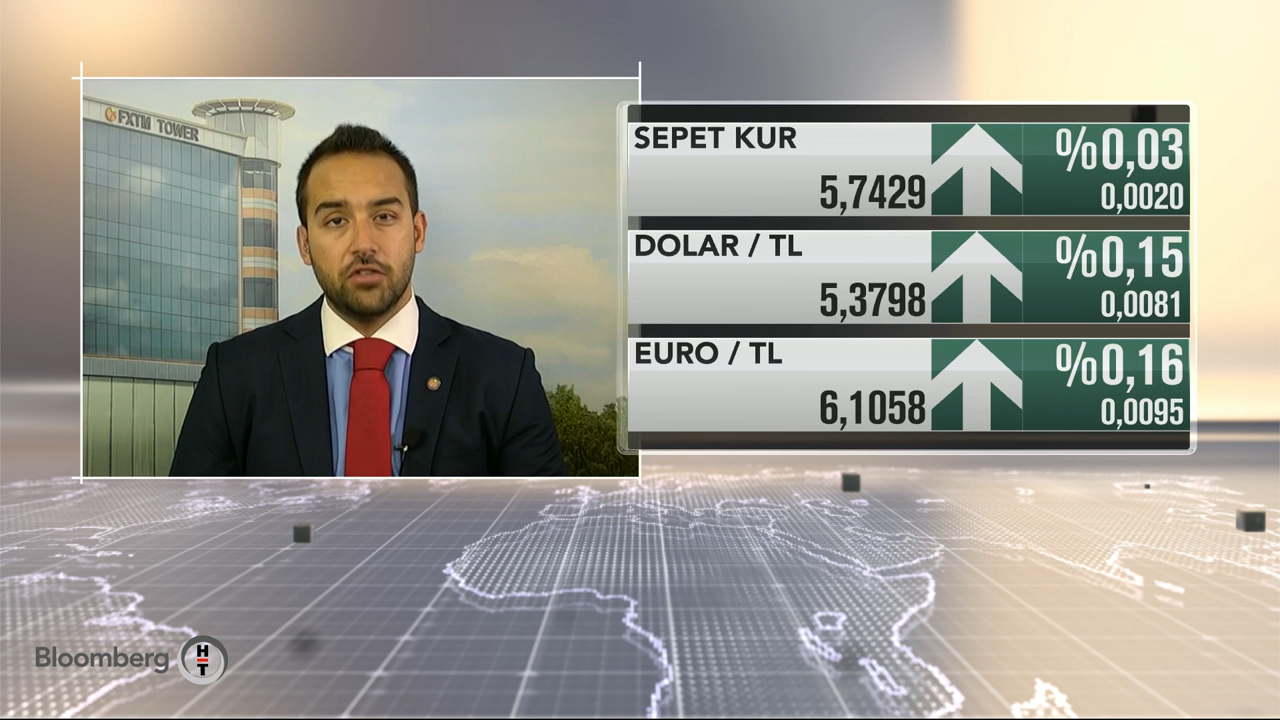 FXTM TOWER
SEPET KUR
5,7429
%0,03
0,0020
DOLAR / TL
5,3798
%0,15
0,0081
EURO / TL
6,1058
%0,16
0,0095
Bloomberg HT